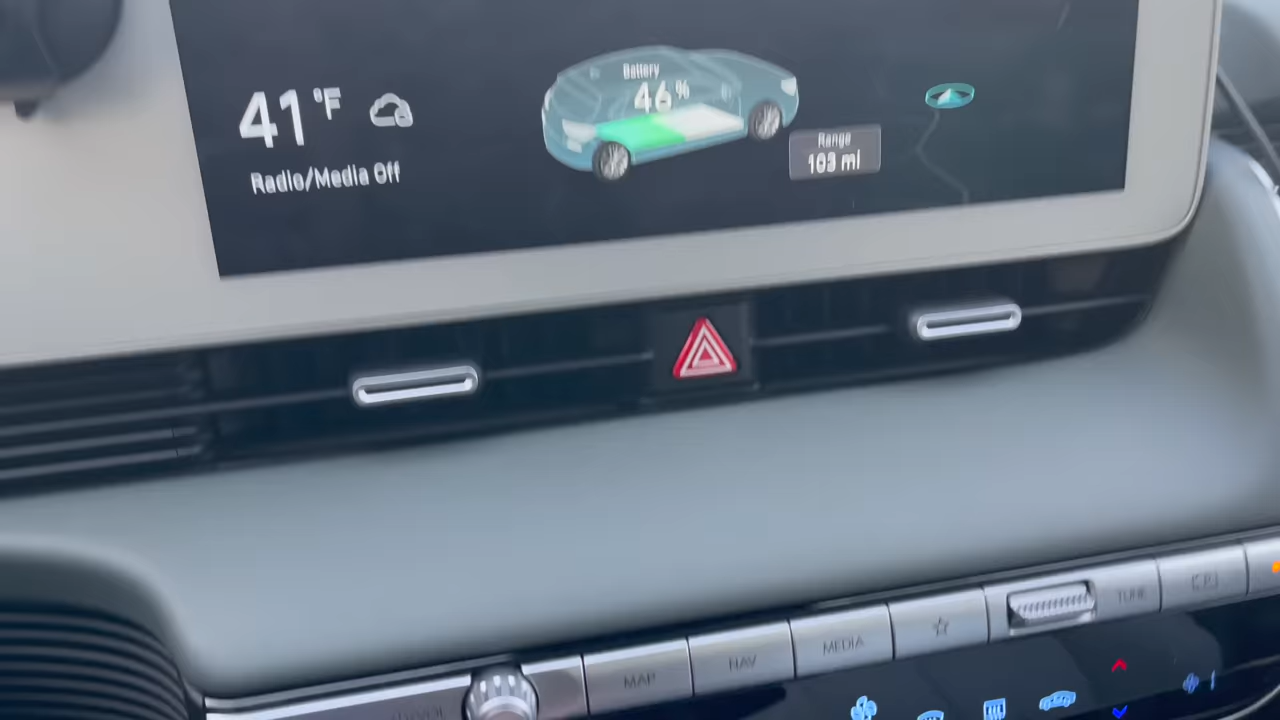 41°F
Radio/Media Off
Battery
46%
Range
103 mi
MAP
NAV
MEDIA
TUNE